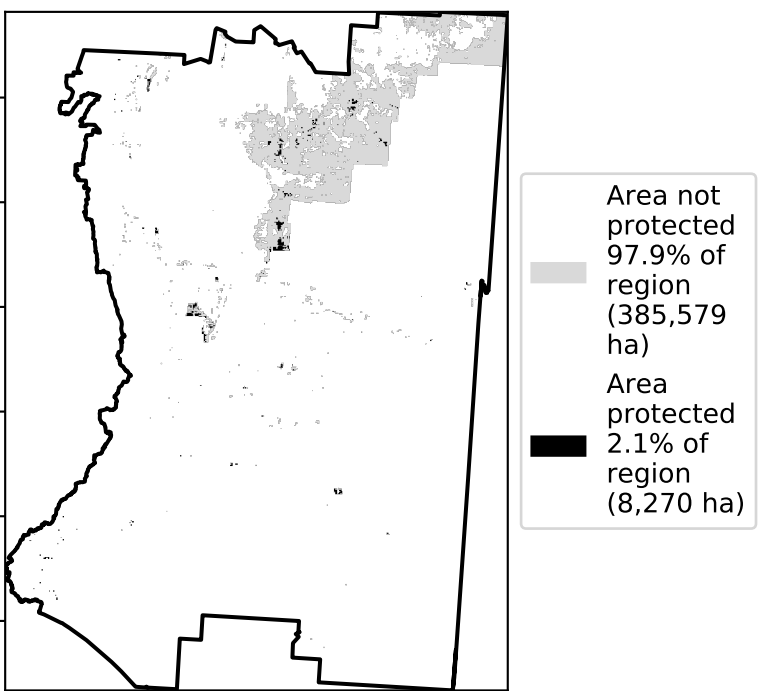 Area not
protected
97.9% of
region
(385,579
ha)
Area
protected
2.1% of
region
(8,270 ha)